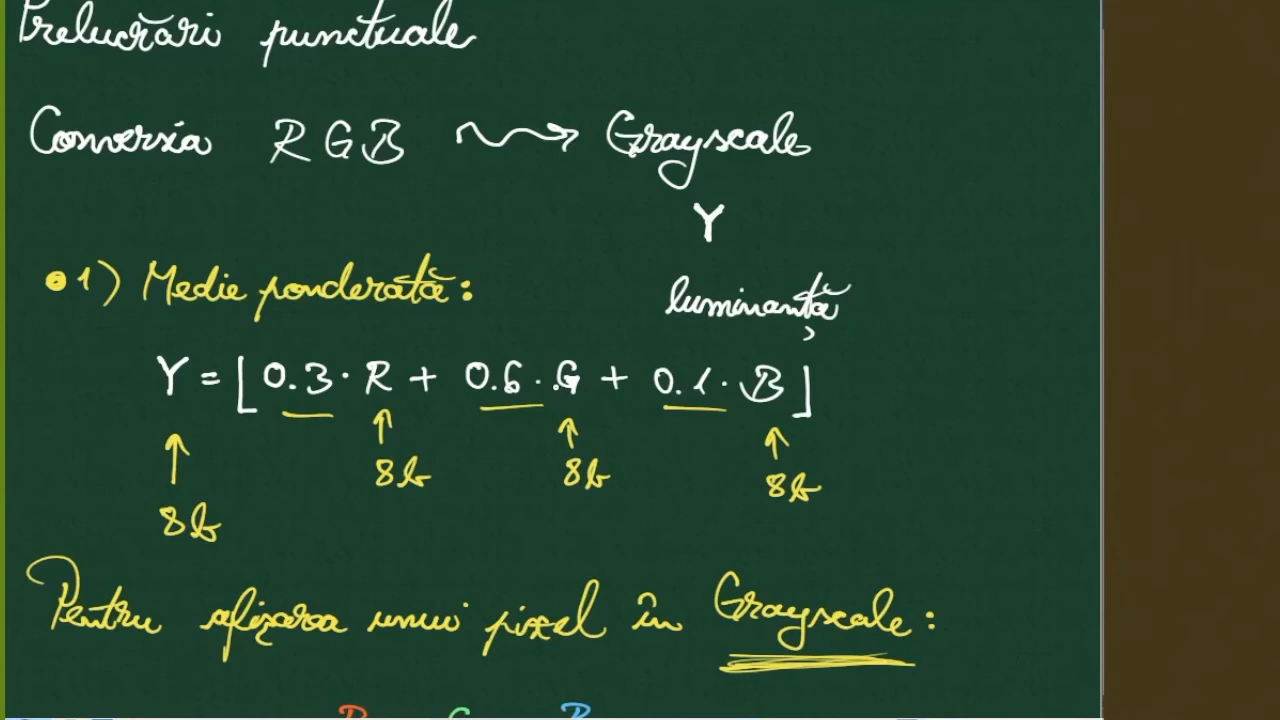 Prelucrări punctuale
Conversia RGB Grayscale
Y
• 1) Medie ponderată:
luminanță
Y = ⌊0.3 · R + 0.6 · G + 0.1 · B⌋
8b 8b 8b
8b
Pentru afișarea unui pixel în Grayscale:
R G B